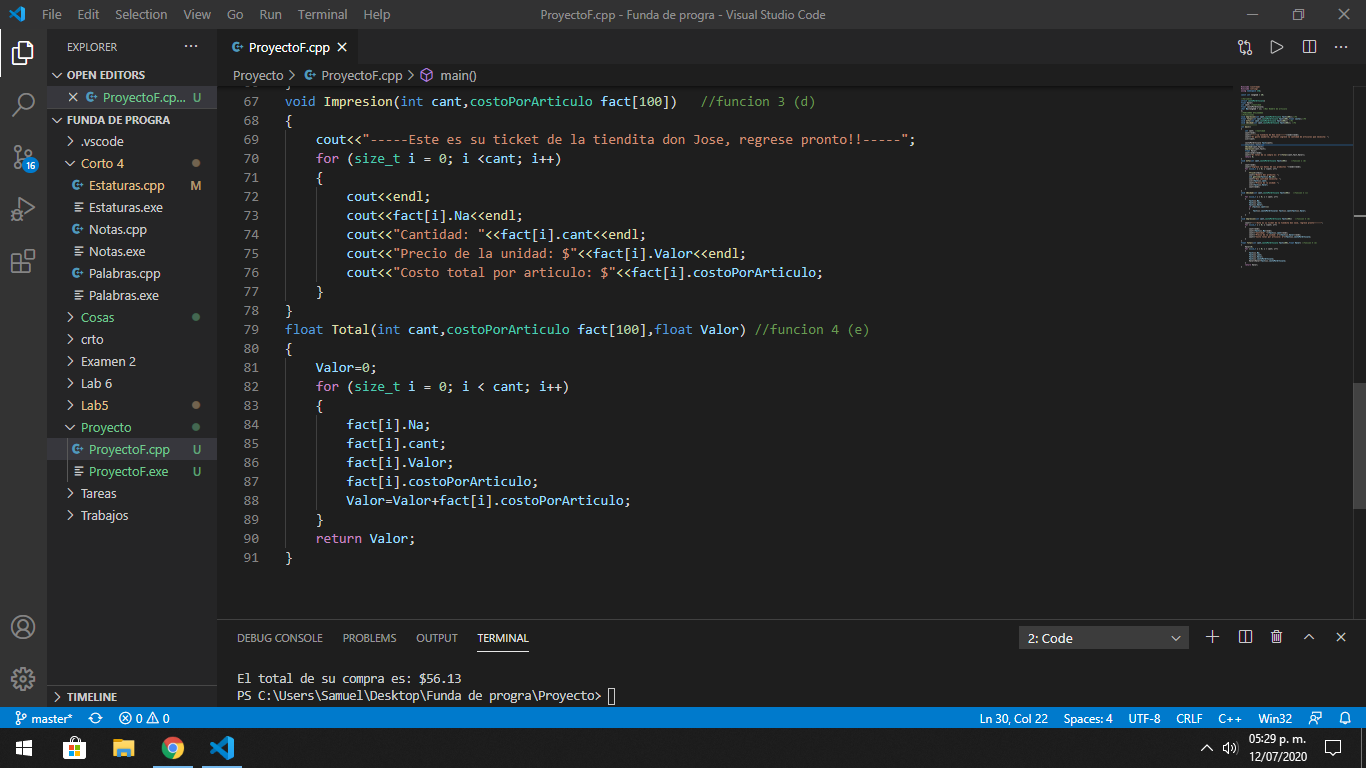 File Edit Selection View Go Run Terminal Help ProyectoF.cpp - Funda de progra - Visual Studio Code
EXPLORER
OPEN EDITORS
ProyectoF.cp... U
FUNDA DE PROGRA
.vscode
Corto 4
Estaturas.cpp M
Estaturas.exe
Notas.cpp
Notas.exe
Palabras.cpp
Palabras.exe
Cosas
crto
Examen 2
Lab 6
Lab5
Proyecto
ProyectoF.cpp U
ProyectoF.exe U
Tareas
Trabajos
TIMELINE
16
ProyectoF.cpp
Proyecto > ProyectoF.cpp > main()
67 void Impresion(int cant,costoPorArticulo fact[100]) //funcion 3 (d)
68 {
69 cout<<"-----Este es su ticket de la tiendita don Jose, regrese pronto!!-----";
70 for (size_t i = 0; i <cant; i++)
71 {
72 cout<<endl;
73 cout<<fact[i].Na<<endl;
74 cout<<"Cantidad: "<<fact[i].cant<<endl;
75 cout<<"Precio de la unidad: $"<<fact[i].Valor<<endl;
76 cout<<"Costo total por articulo: $"<<fact[i].costoPorArticulo;
77 }
78 }
79 float Total(int cant,costoPorArticulo fact[100],float Valor) //funcion 4 (e)
80 {
81 Valor=0;
82 for (size_t i = 0; i < cant; i++)
83 {
84 fact[i].Na;
85 fact[i].cant;
86 fact[i].Valor;
87 fact[i].costoPorArticulo;
88 Valor=Valor+fact[i].costoPorArticulo;
89 }
90 return Valor;
91 }
DEBUG CONSOLE PROBLEMS OUTPUT TERMINAL 2: Code
El total de su compra es: $56.13
PS C:\Users\Samuel\Desktop\Funda de progra\Proyecto>
master* 0 0 Ln 30, Col 22 Spaces: 4 UTF-8 CRLF C++ Win32
05:29 p. m.
12/07/2020